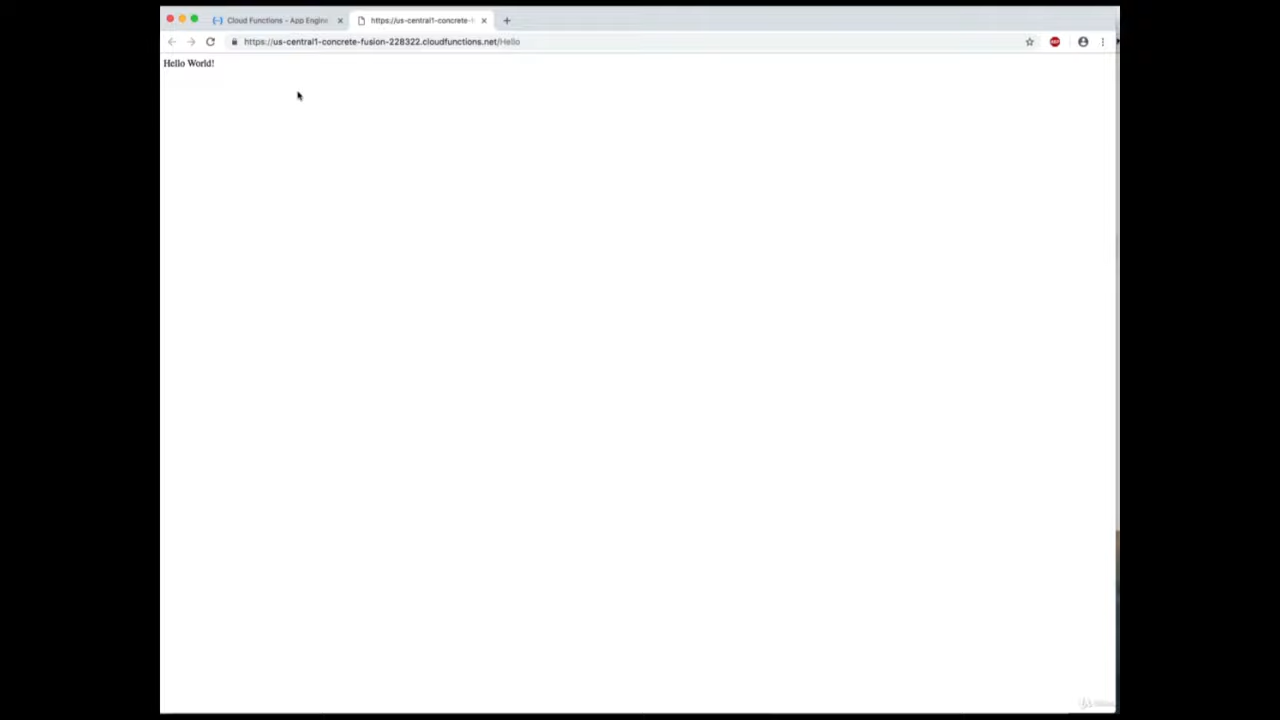 Cloud Functions - App Engine
https://us-central1-concrete-f
https://us-central1-concrete-fusion-228322.cloudfunctions.net/Hello
Hello World!